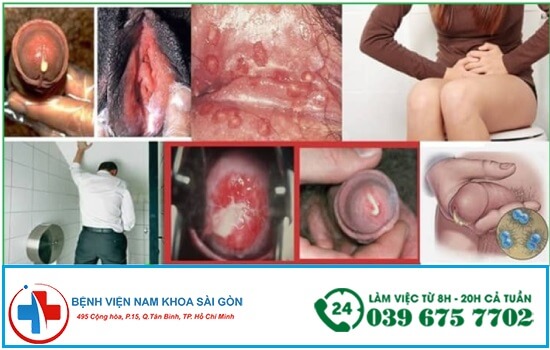 BỆNH VIỆN NAM KHOA SÀI GÒN
495 Cộng hòa, P.15, Q.Tân Bình, TP. Hồ Chí Minh
24
LÀM VIỆC TỪ 8H - 20H CẢ TUẦN
039 675 7702